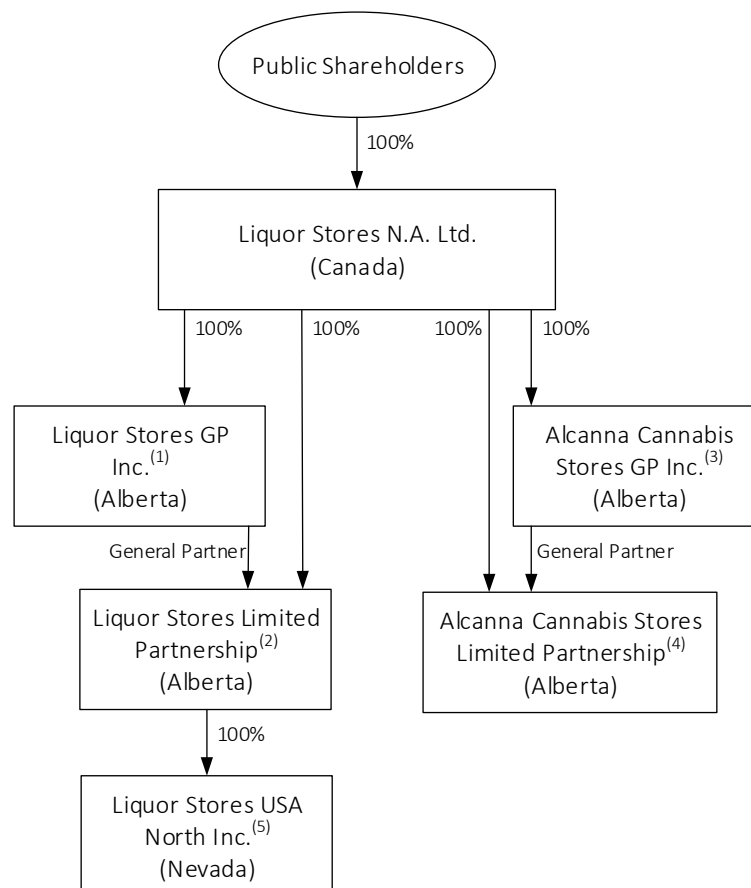 Public Shareholders
100%
Liquor Stores N.A. Ltd.
(Canada)
100%
100%
100%
100%
Liquor Stores GP
Inc.(1)
(Alberta)
Alcanna Cannabis
Stores GP Inc.(3)
(Alberta)
General Partner
General Partner
Liquor Stores Limited
Partnership(2)
(Alberta)
Alcanna Cannabis Stores
Limited Partnership(4)
(Alberta)
100%
Liquor Stores USA
North Inc.(5)
(Nevada)